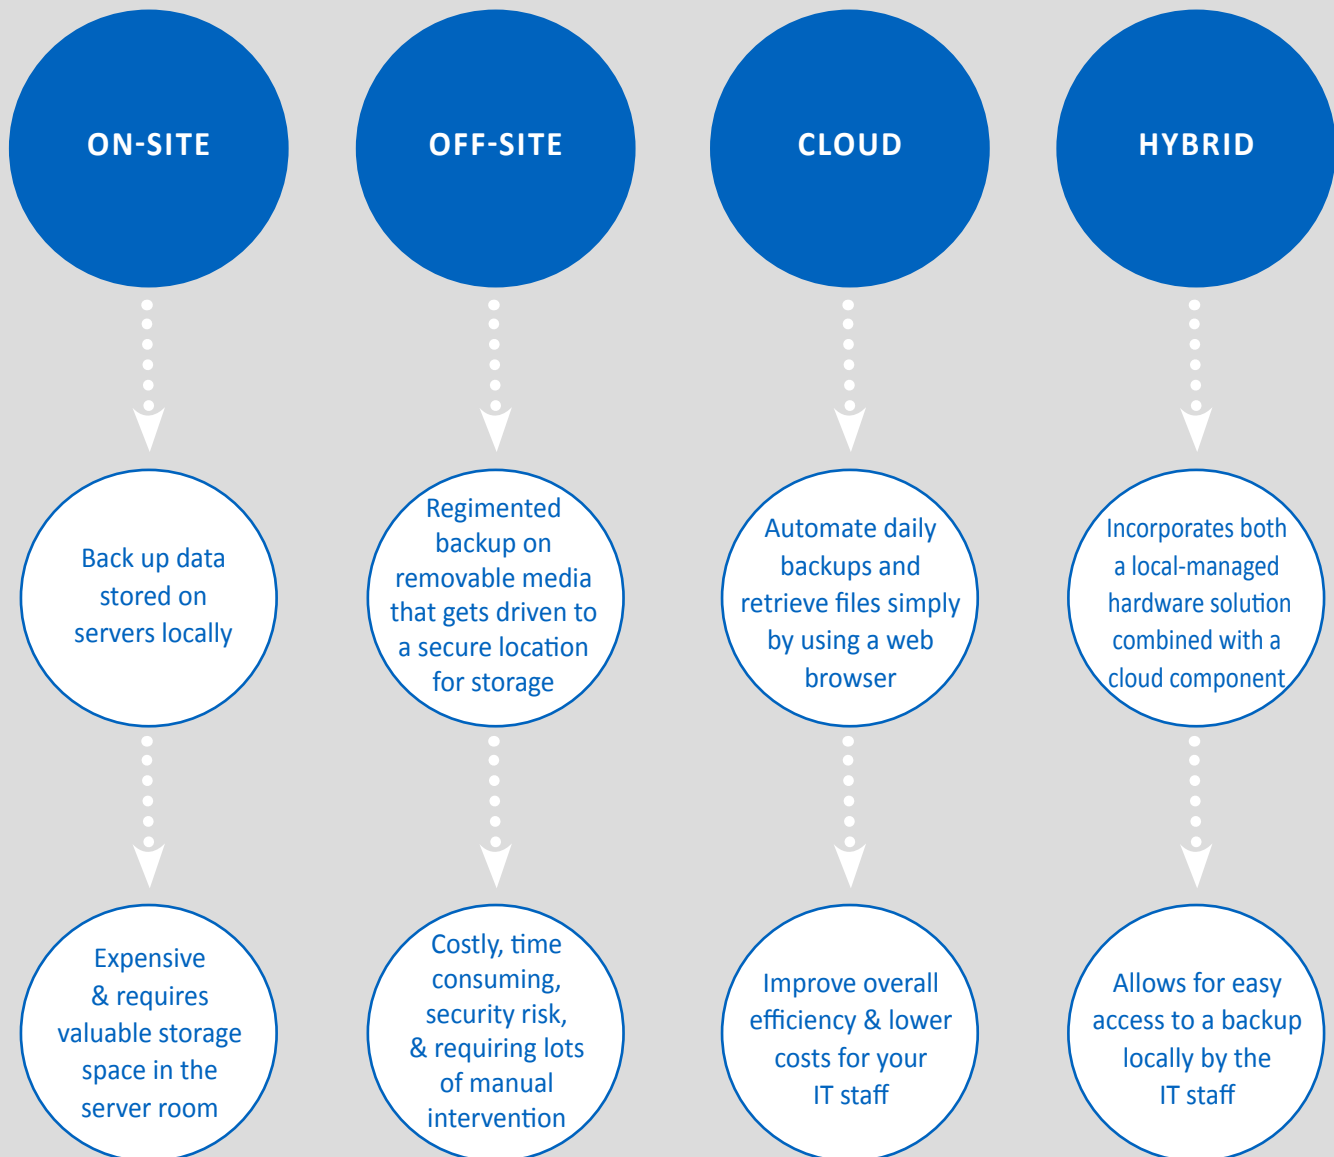 ON-SITE
OFF-SITE
CLOUD
HYBRID
Back up data
stored on
servers locally
Regimented
backup on
removable media
that gets driven to
a secure location
for storage
Automate daily
backups and
retrieve files simply
by using a web
browser
Incorporates both
a local-managed
hardware solution
combined with a
cloud component
Expensive
& requires
valuable storage
space in the
server room
Costly, time
consuming,
security risk,
& requiring lots
of manual
intervention
Improve overall
efficiency & lower
costs for your
IT staff
Allows for easy
access to a backup
locally by the
IT staff